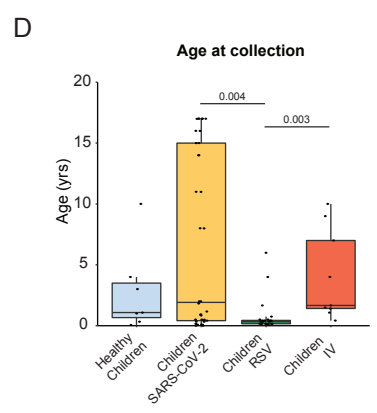 D
Age at collection
Age (yrs)
20
15
10
5
0
0.004
0.003
Healthy
Children
Children
SARS-CoV-2
Children
RSV
Children
IV